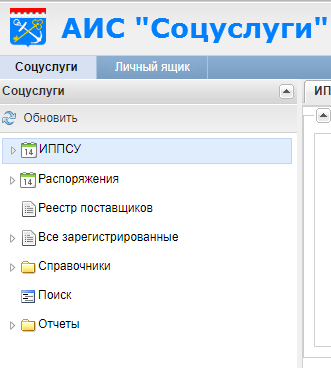 АИС "Соцуслуги"
Соцуслуги Личный ящик
Соцуслуги
ИП
Обновить
14 ИППСУ
14 Распоряжения
Реестр поставщиков
Все зарегистрированные
Справочники
Поиск
Отчеты